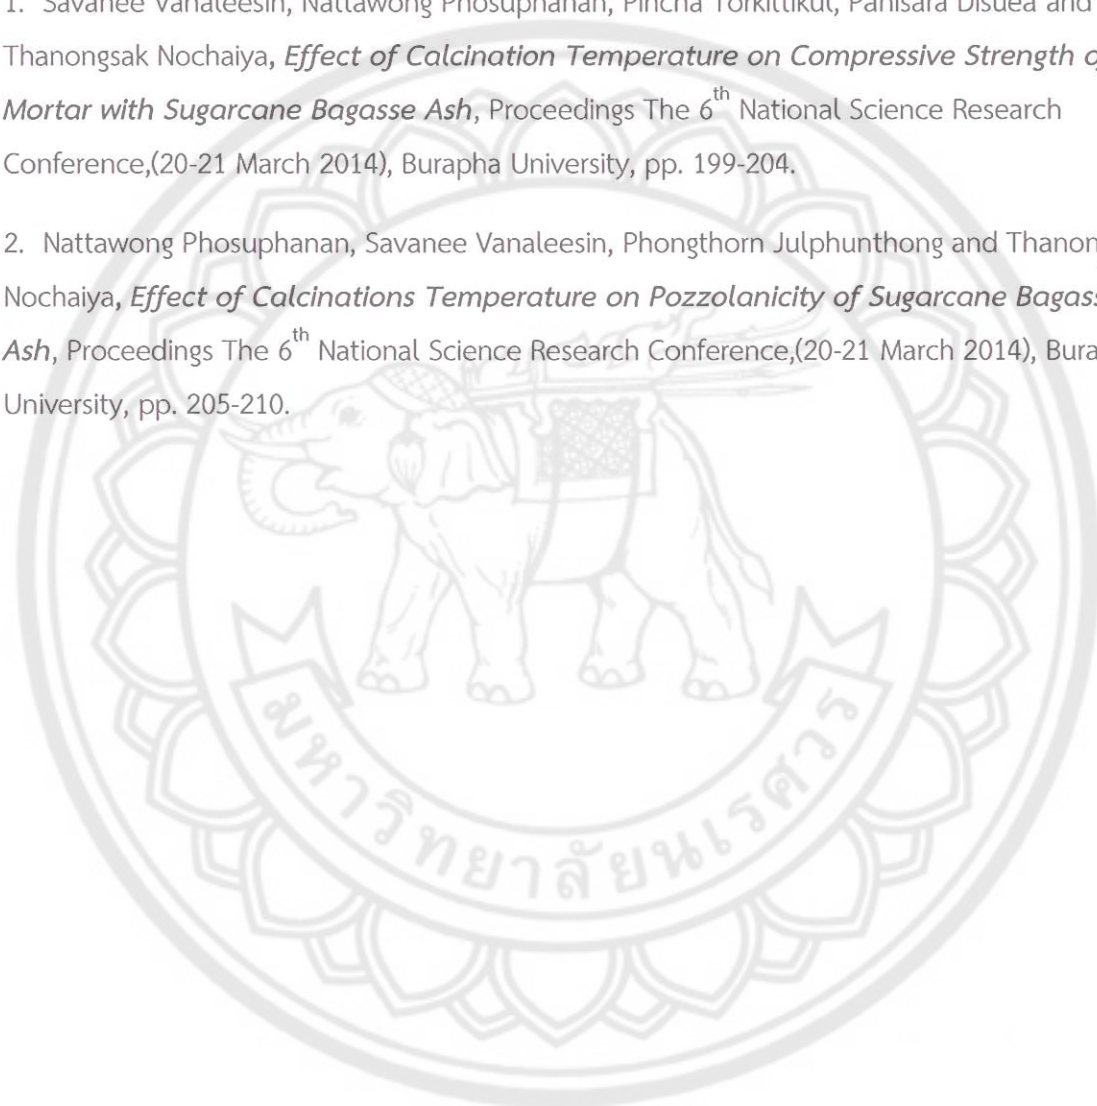 1. Savanee Vanaleesin, Nattawong Phosuphanan, Pincha Torkittikul, Panisara Disuea and
Thanongsak Nochaiya, Effect of Calcination Temperature on Compressive Strength
Mortar with Sugarcane Bagasse Ash, Proceedings The 6th National Science Research
Conference,(20-21 March 2014), Burapha University, pp. 199-204.
2. Nattawong Phosuphanan, Savanee Vanaleesin, Phongthorn Julphunthong and Thanon
Nochaiya, Effect of Calcinations Temperature on Pozzolanicity of Sugarcane Bagass
Ash, Proceedings The 6th National Science Research Conference,(20-21 March 2014), Bura
University, pp. 205-210.
มหาวิทยาลัยนเรศวร